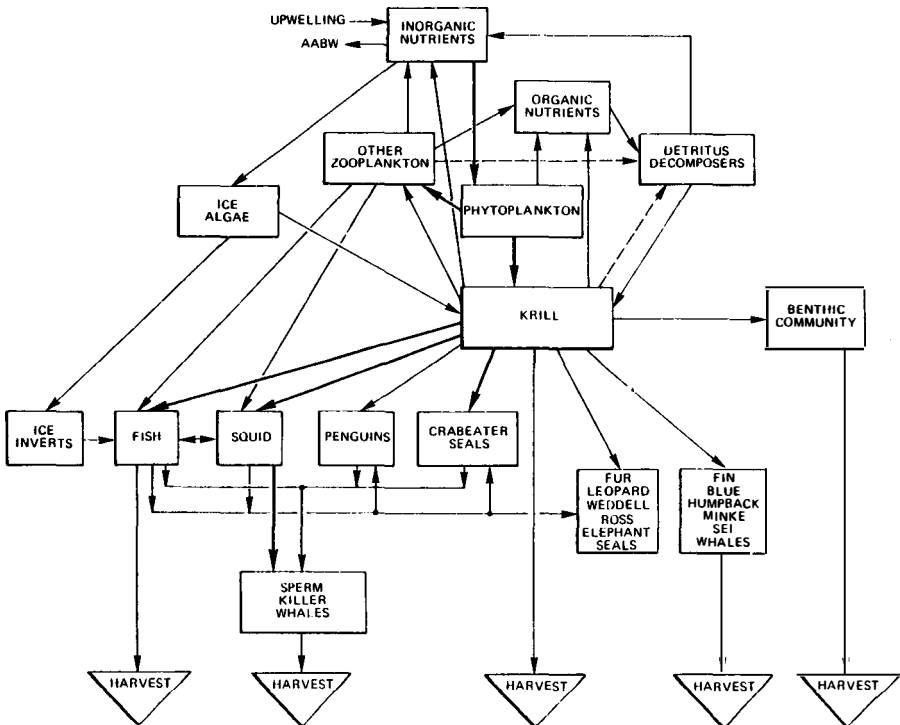 UPWELLING
AABW
INORGANIC
NUTRIENTS
ORGANIC
NUTRIENTS
OTHER
ZOOPLANKTON
DETRITUS
DECOMPOSERS
ICE
ALGAE
PHYTOPLANKTON
KRILL
BENTHIC
COMMUNITY
ICE
INVERTS
FISH
SQUID
PENGUINS
CRABEATER
SEALS
FUR
LEOPARD
WEDDELL
ROSS
ELEPHANT
SEALS
FIN
BLUE
HUMPBACK
MINKE
SEI
WHALES
SPERM
KILLER
WHALES
HARVEST
HARVEST
HARVEST
HARVEST
HARVEST